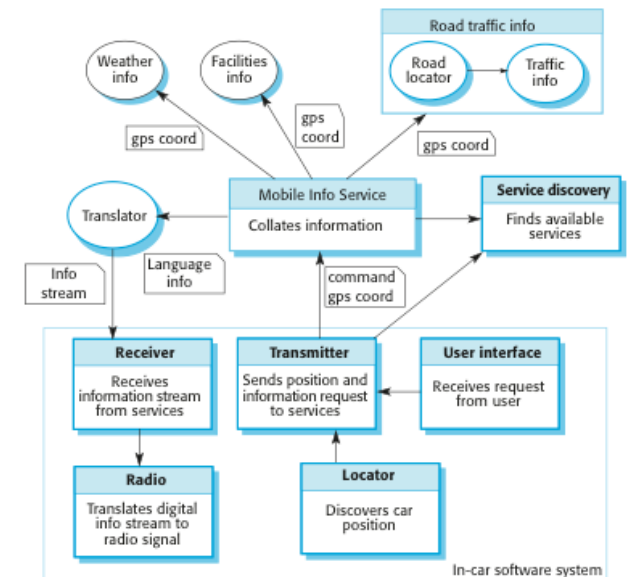 Road traffic info
Weather
info
Facilities
info
Road
locator
Traffic
info
gps coord
gps
coord
gps coord
Mobile Info Service
Collates information
Service discovery
Finds available
services
Translator
Info
stream
Language
info
command
gps coord
Receiver
Receives
information stream
from services
Transmitter
Sends position and
information request
to services
User interface
Receives request
from user
Radio
Translates digital
info stream to
radio signal
Locator
Discovers car
position
In-car software system